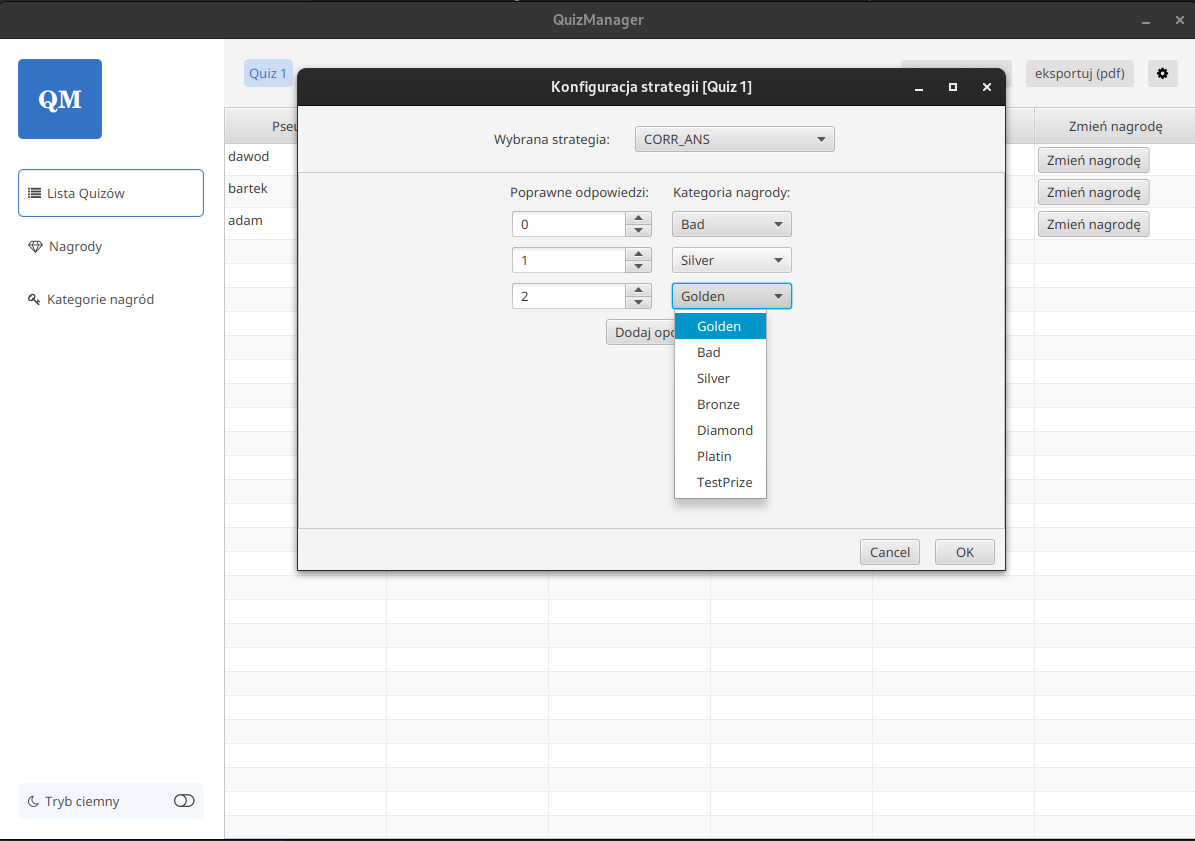 QuizManager
QM
Lista Quizów
Nagrody
Kategorie nagród
Tryb ciemny
Quiz 1
eksportuj (pdf)
Zmień nagrodę
dawod
Zmień nagrodę
bartek
Zmień nagrodę
adam
Zmień nagrodę
Konfiguracja strategii [Quiz 1]
Wybrana strategia: CORR_ANS
Poprawne odpowiedzi: Kategoria nagrody:
0 Bad
1 Silver
2 Golden
Dodaj
Golden
Bad
Silver
Bronze
Diamond
Platin
TestPrize
Cancel OK